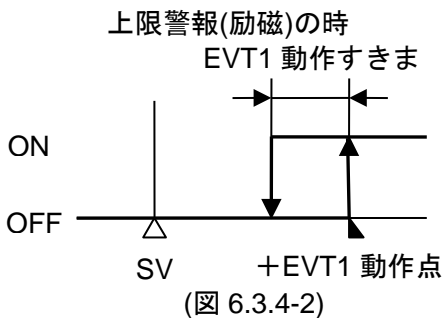 上限警報(励磁)の時
EVT1 動作すきま
ON
OFF
SV
＋EVT1 動作点
(図 6.3.4-2)